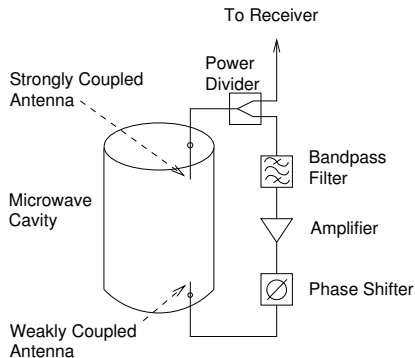 To Receiver
Power
Divider
Strongly Coupled
Antenna
Bandpass
Filter
Microwave
Cavity
Amplifier
Phase Shifter
Weakly Coupled
Antenna